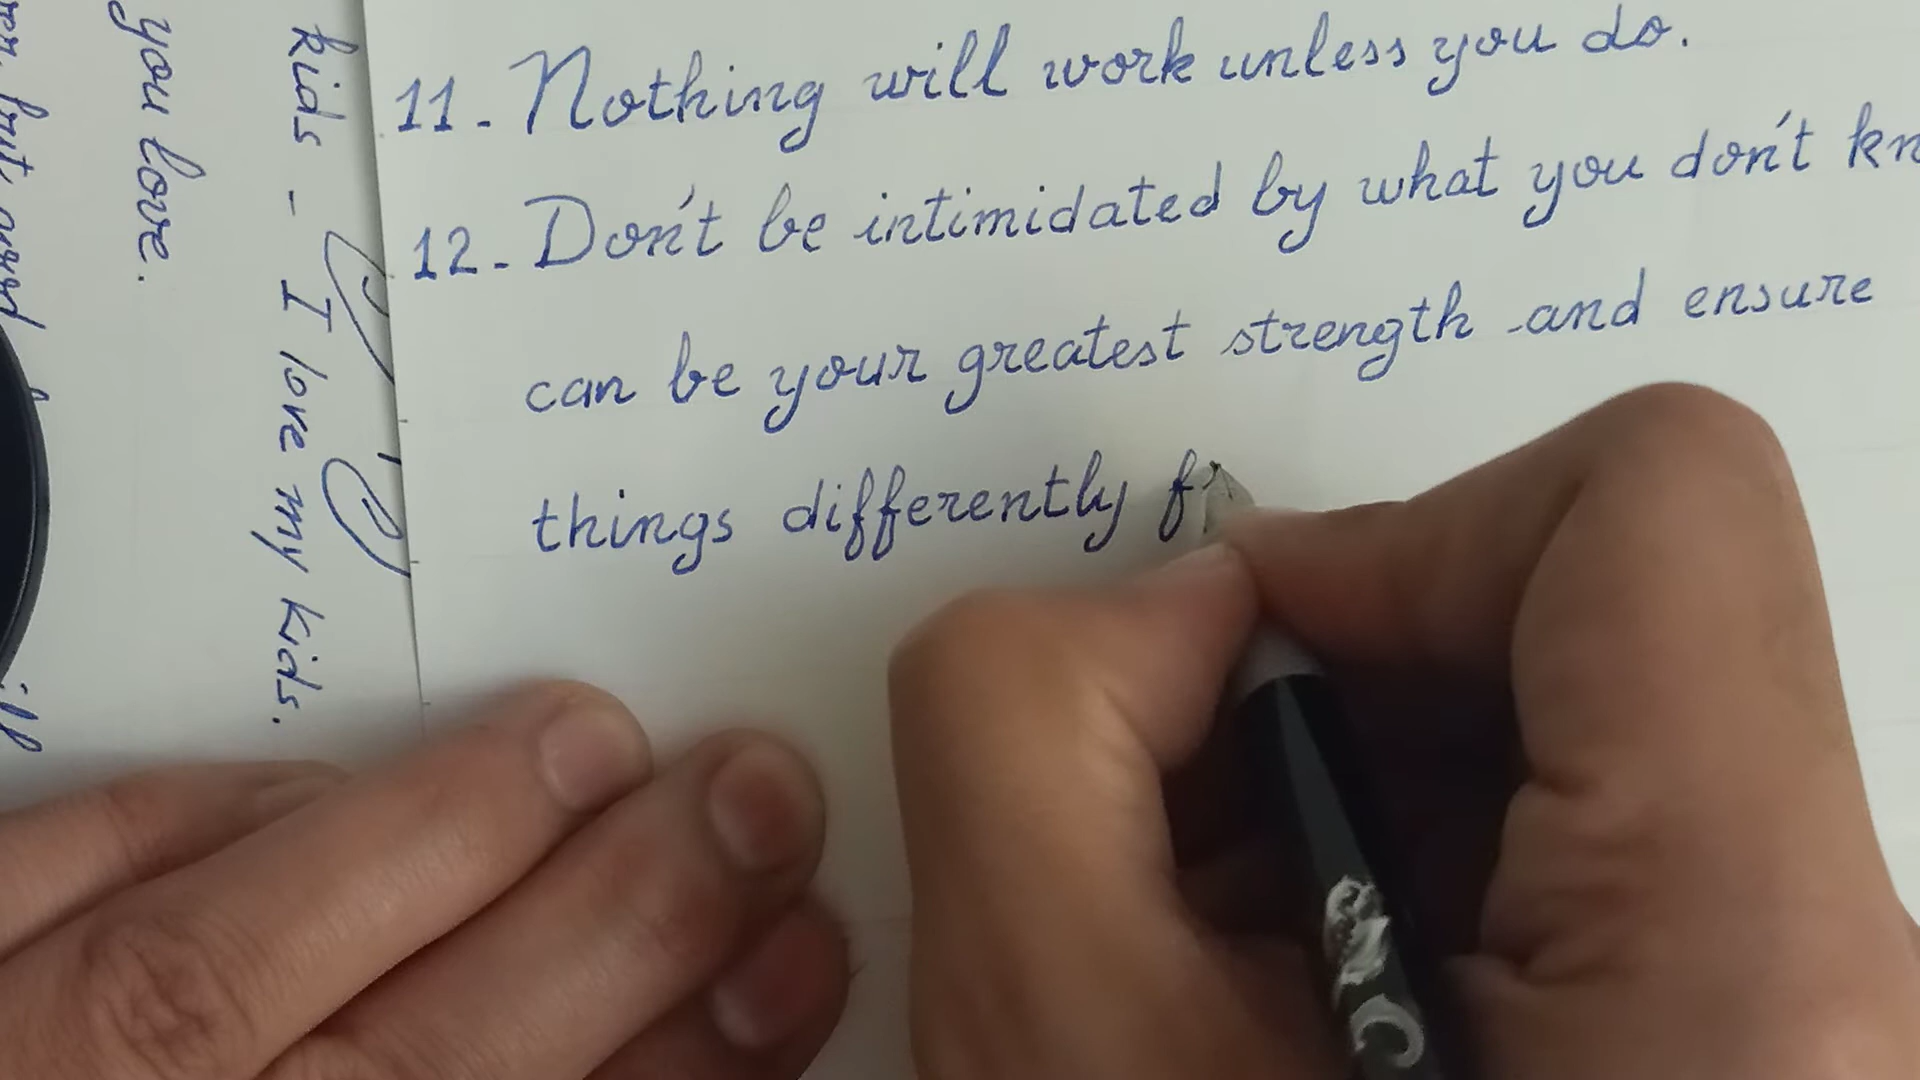 11. Nothing will work unless you do.
12. Don't be intimidated by what you don't kn
can be your greatest strength and ensure
things differently f
kids - I love my kids.
you love.